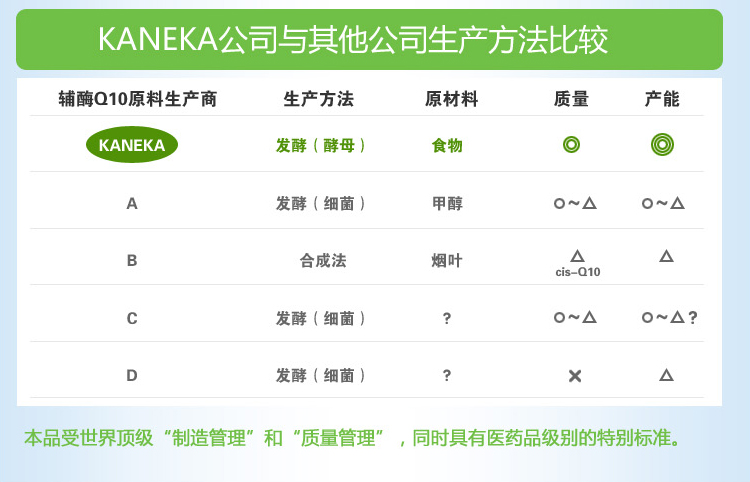 KANEKA公司与其他公司生产方法比较
辅酶Q10原料生产商 生产方法 原材料 质量 产能
KANEKA 发酵（酵母） 食物 ◎ ◎
A 发酵（细菌） 甲醇 ○~△ ○~△
B 合成法 烟叶 △ △
cis-Q10
C 发酵（细菌） ? ○~△ ○~△?
D 发酵（细菌） ? × △
本品受世界顶级“制造管理”和“质量管理”，同时具有医药品级别的特别标准。